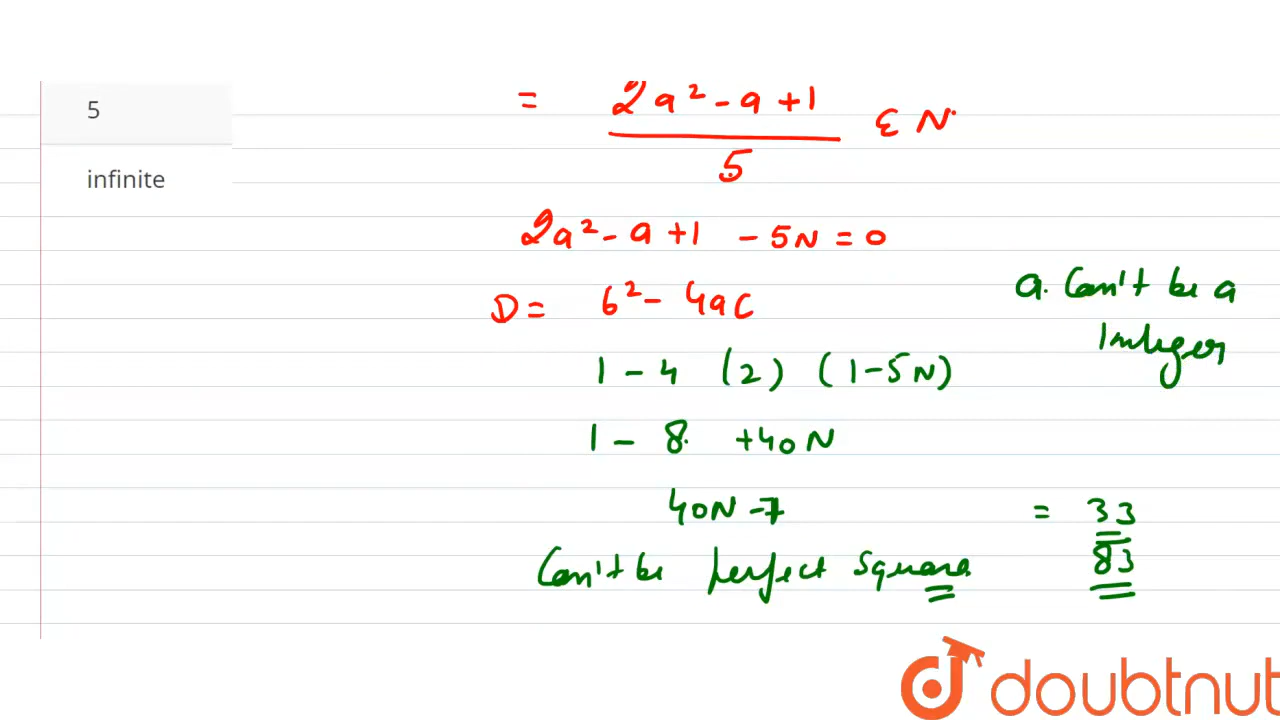 5
infinite
= 2a² - a + 1 / 5 ε N
2a² - a + 1 - 5N = 0
D = b² - 4ac
a. Can't be a
Integer
1 - 4 (2) (1 - 5N)
1 - 8 + 40N
40N - 7 = 33
Can't be perfect square 83
doubtnut